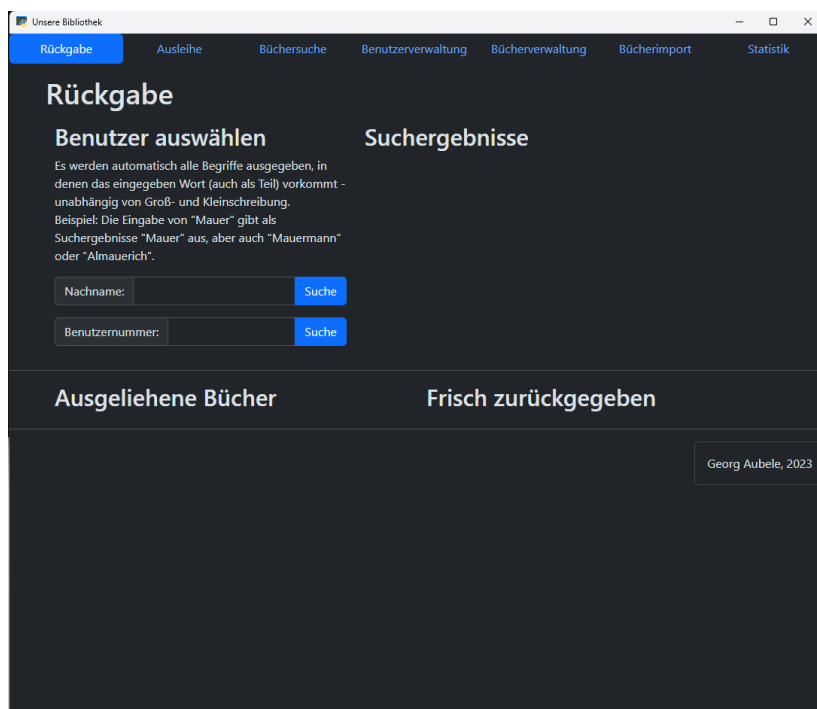 Unsere Bibliothek
Rückgabe Ausleihe Büchersuche Benutzerverwaltung Bücherverwaltung Bücherimport Statistik
Rückgabe
Benutzer auswählen
Es werden automatisch alle Begriffe ausgegeben, in
denen das eingegeben Wort (auch als Teil) vorkommt -
unabhängig von Groß- und Kleinschreibung.
Beispiel: Die Eingabe von "Mauer" gibt als
Suchergebnisse "Mauer" aus, aber auch "Mauermann"
oder "Almauerich".
Nachname: Suche
Benutzernummer: Suche
Suchergebnisse
Ausgeliehene Bücher
Frisch zurückgegeben
Georg Aubele, 2023